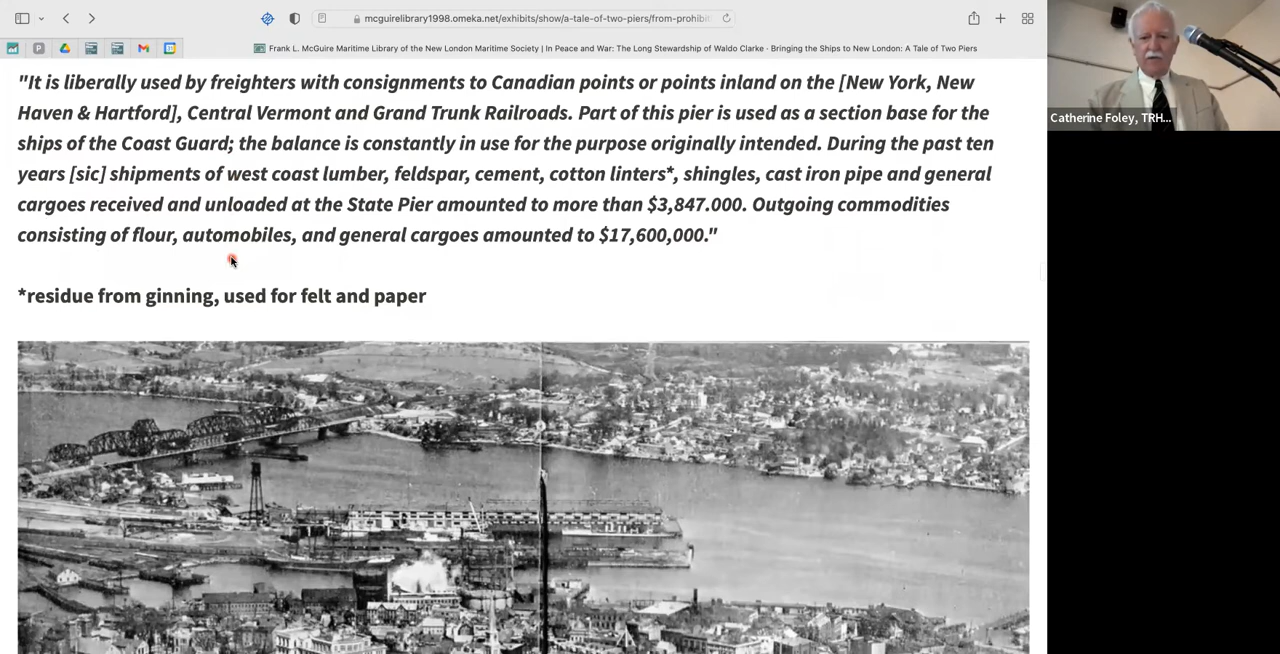 mcguirelibrary1998.omeka.net/exhibits/show/a-tale-of-two-piers/from-prohibit
Frank L. McGuire Maritime Library of the New London Maritime Society | In Peace and War: The Long Stewardship of Waldo Clarke · Bringing the Ships to New London: A Tale of Two Piers
"It is liberally used by freighters with consignments to Canadian points or points inland on the [New York, New
Haven & Hartford], Central Vermont and Grand Trunk Railroads. Part of this pier is used as a section base for the
ships of the Coast Guard; the balance is constantly in use for the purpose originally intended. During the past ten
years [sic] shipments of west coast lumber, feldspar, cement, cotton linters*, shingles, cast iron pipe and general
cargoes received and unloaded at the State Pier amounted to more than $3,847.000. Outgoing commodities
consisting of flour, automobiles, and general cargoes amounted to $17,600,000."
*residue from ginning, used for felt and paper
Catherine Foley, TRH...